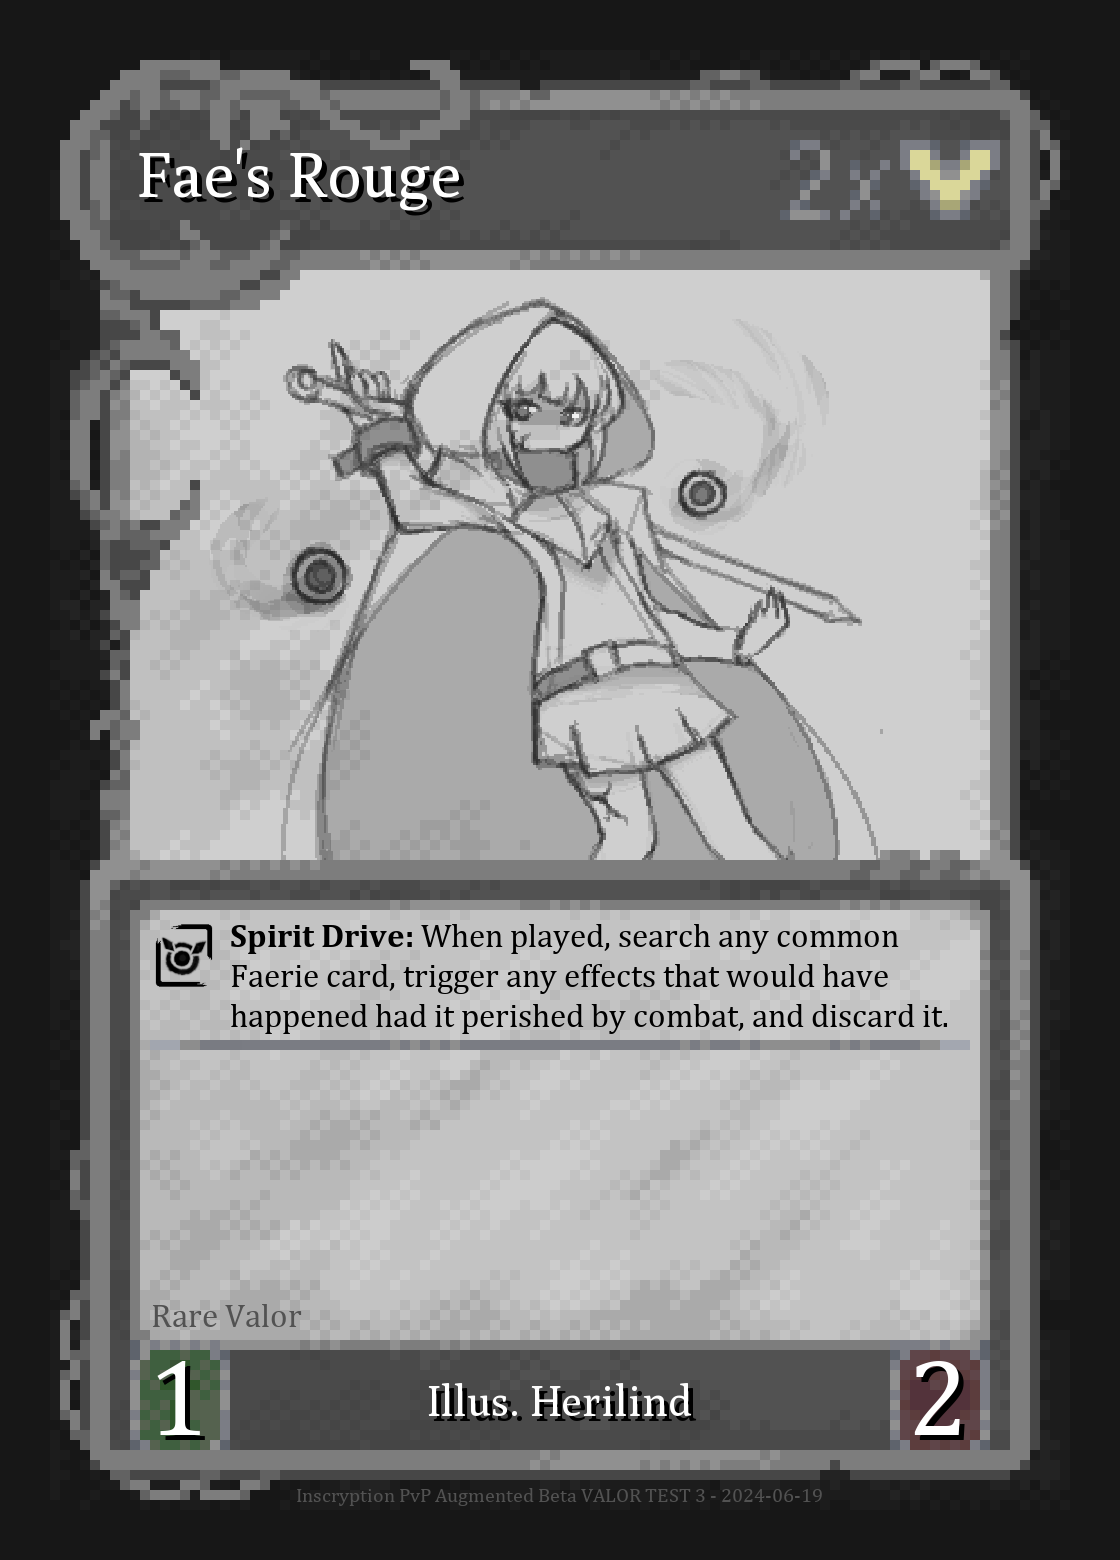 Fae's Rouge
2x
Spirit Drive: When played, search any common
Faerie card, trigger any effects that would have
happened had it perished by combat, and discard it.
Rare Valor
1
Illus. Herilind
2
Inscryption PvP Augmented Beta VALOR TEST 3 - 2024-06-19